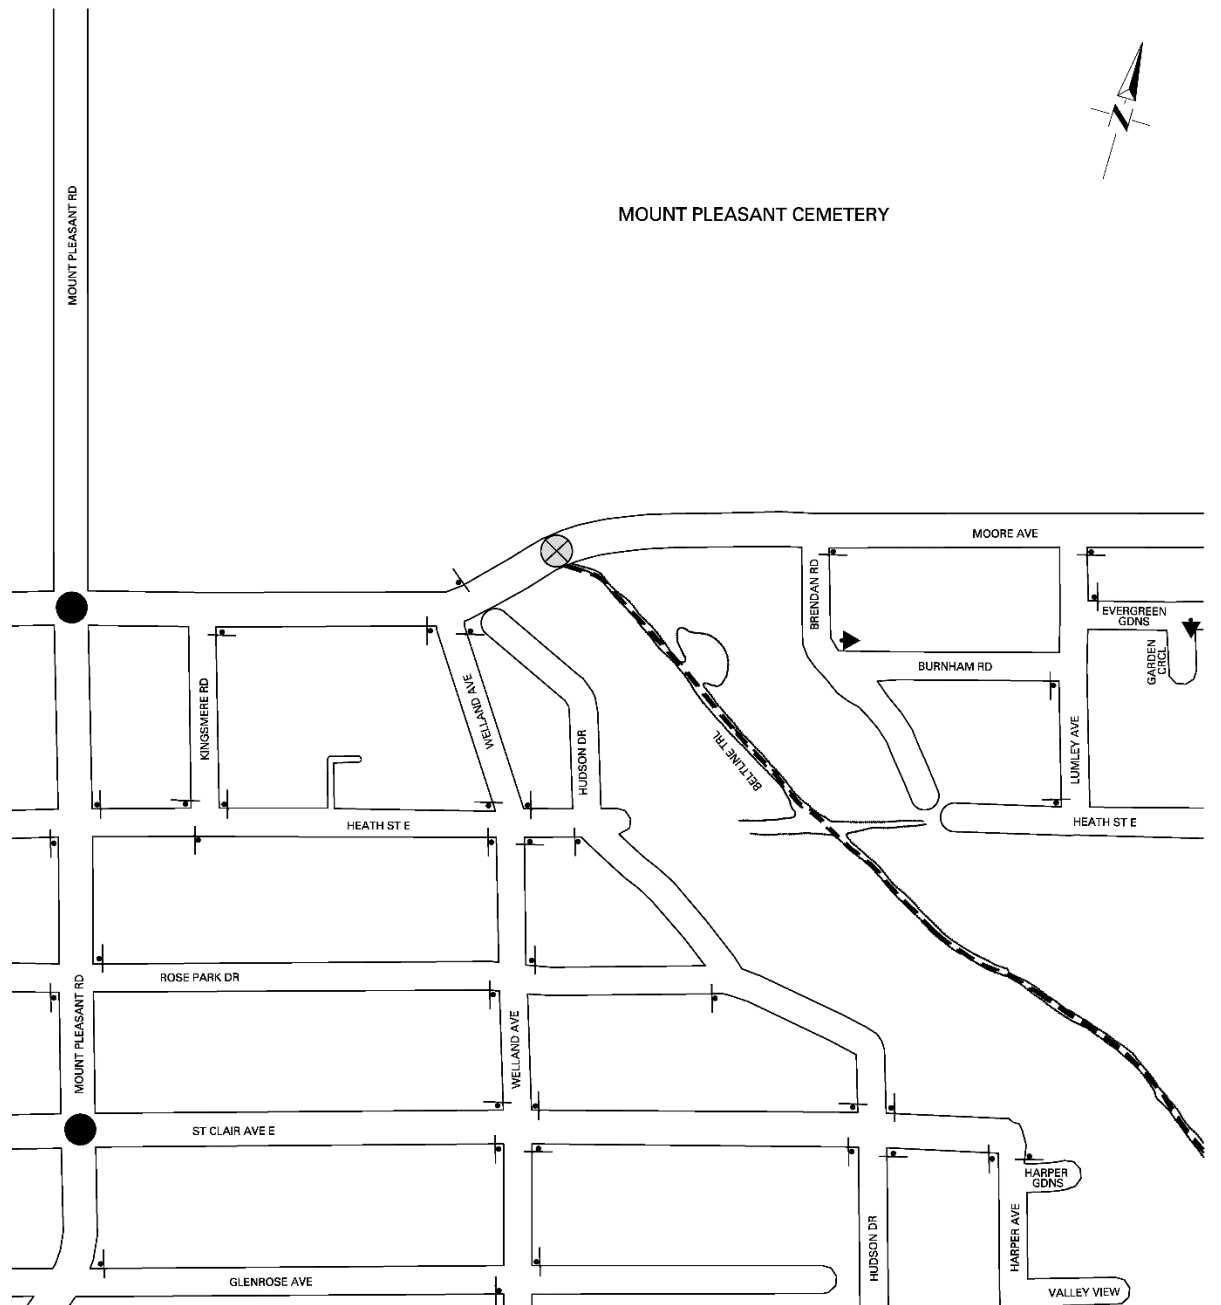 N
MOUNT PLEASANT CEMETERY
MOUNT PLEASANT RD
MOORE AVE
BRENDAN RD
EVERGREEN
GDNS
GARDEN
CRCL
BURNHAM RD
KINGSMERE RD
WELLAND AVE
HUDSON DR
BELTLINE TRL
LUMLEY AVE
HEATH ST E
HEATH ST E
ROSE PARK DR
MOUNT PLEASANT RD
WELLAND AVE
ST CLAIR AVE E
HARPER
GDNS
HUDSON DR
HARPER AVE
GLENROSE AVE
VALLEY VIEW